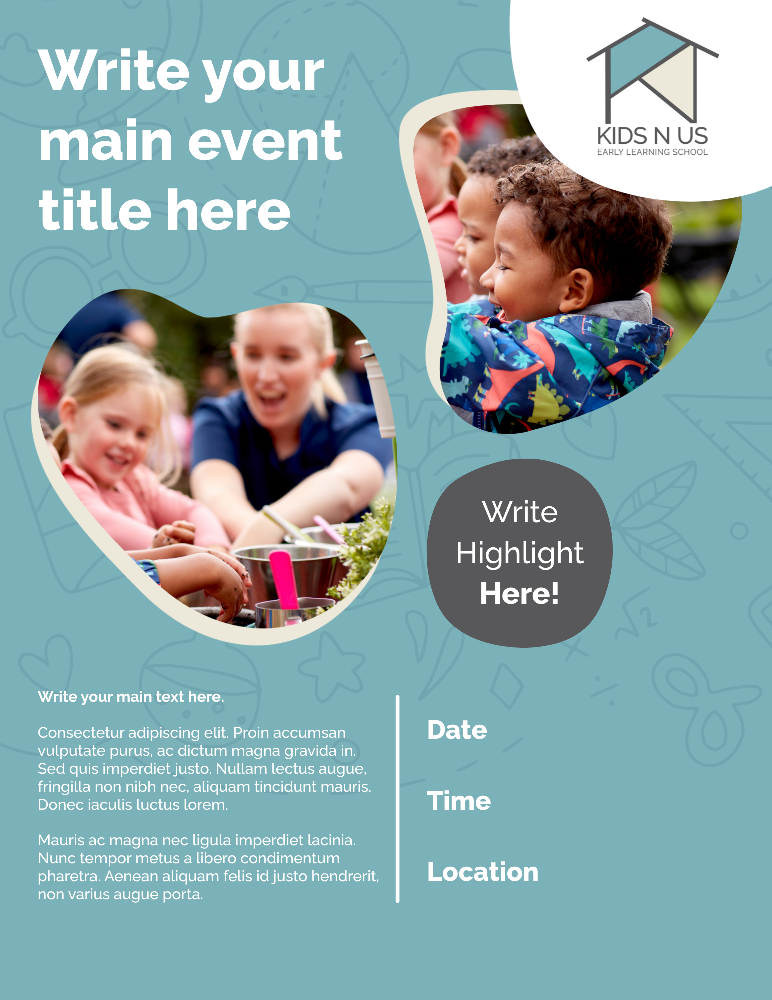 Write your
main event
title here
KIDS N US
EARLY LEARNING SCHOOL
Write
Highlight
Here!
Write your main text here.
Consectetur adipiscing elit. Proin accumsan
vulputate purus, ac dictum magna gravida in.
Sed quis imperdiet justo. Nullam lectus augue,
fringilla non nibh nec, aliquam tincidunt mauris.
Donec iaculis luctus lorem.
Mauris ac magna nec ligula imperdiet lacinia.
Nunc tempor metus a libero condimentum
pharetra. Aenean aliquam felis id justo hendrerit,
non varius augue porta.
Date
Time
Location